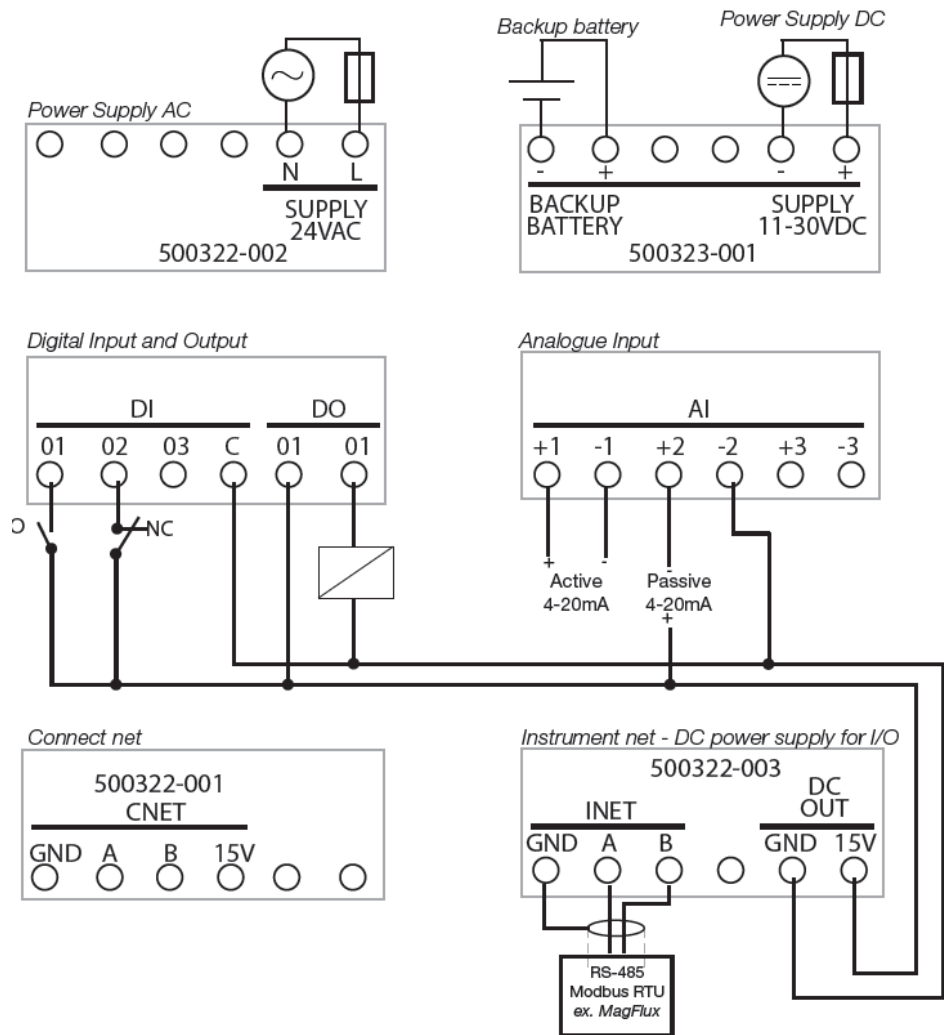 Backup battery
Power Supply DC
Power Supply AC
N L
SUPPLY
24VAC
500322-002
- + - +
BACKUP
BATTERY
SUPPLY
11-30VDC
500323-001
Digital Input and Output
DI DO
01 02 03 C 01 01
O
NC
Analogue Input
AI
+1 -1 +2 -2 +3 -3
+ -
Active
4-20mA
-
Passive
4-20mA
+
Connect net
500322-001
CNET
GND A B 15V
Instrument net - DC power supply for I/O
500322-003
INET
DC
OUT
GND A B GND 15V
RS-485
Modbus RTU
ex. MagFlux